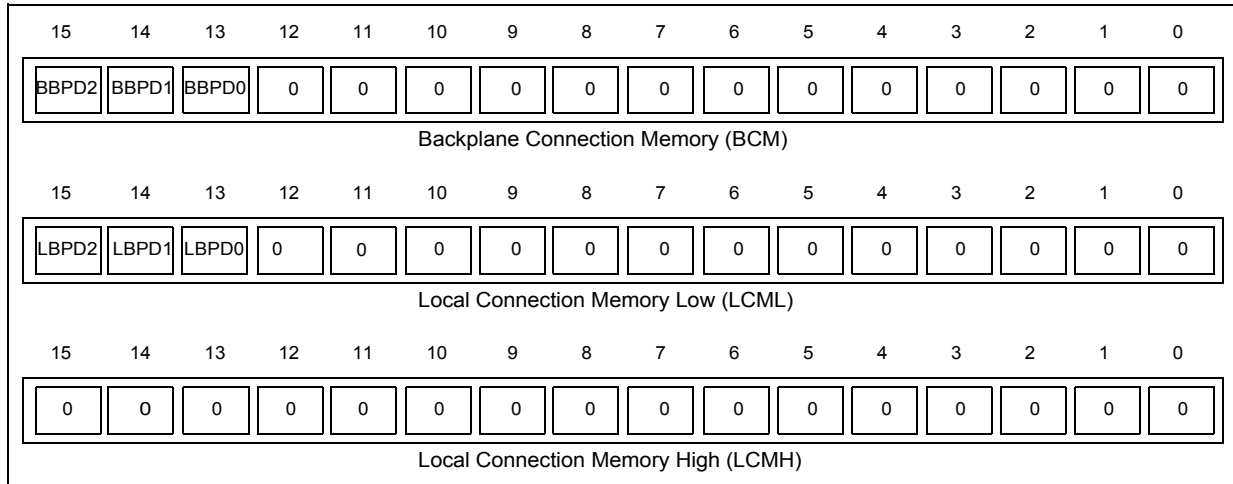 15 14 13 12 11 10 9 8 7 6 5 4 3 2 1 0
BBPD2 BBPD1 BBPD0 0 0 0 0 0 0 0 0 0 0 0 0 0
Backplane Connection Memory (BCM)
15 14 13 12 11 10 9 8 7 6 5 4 3 2 1 0
LBPD2 LBPD1 LBPD0 0 0 0 0 0 0 0 0 0 0 0 0 0
Local Connection Memory Low (LCML)
15 14 13 12 11 10 9 8 7 6 5 4 3 2 1 0
0 O 0 0 0 0 0 0 0 0 0 0 0 0 0 0
Local Connection Memory High (LCMH)